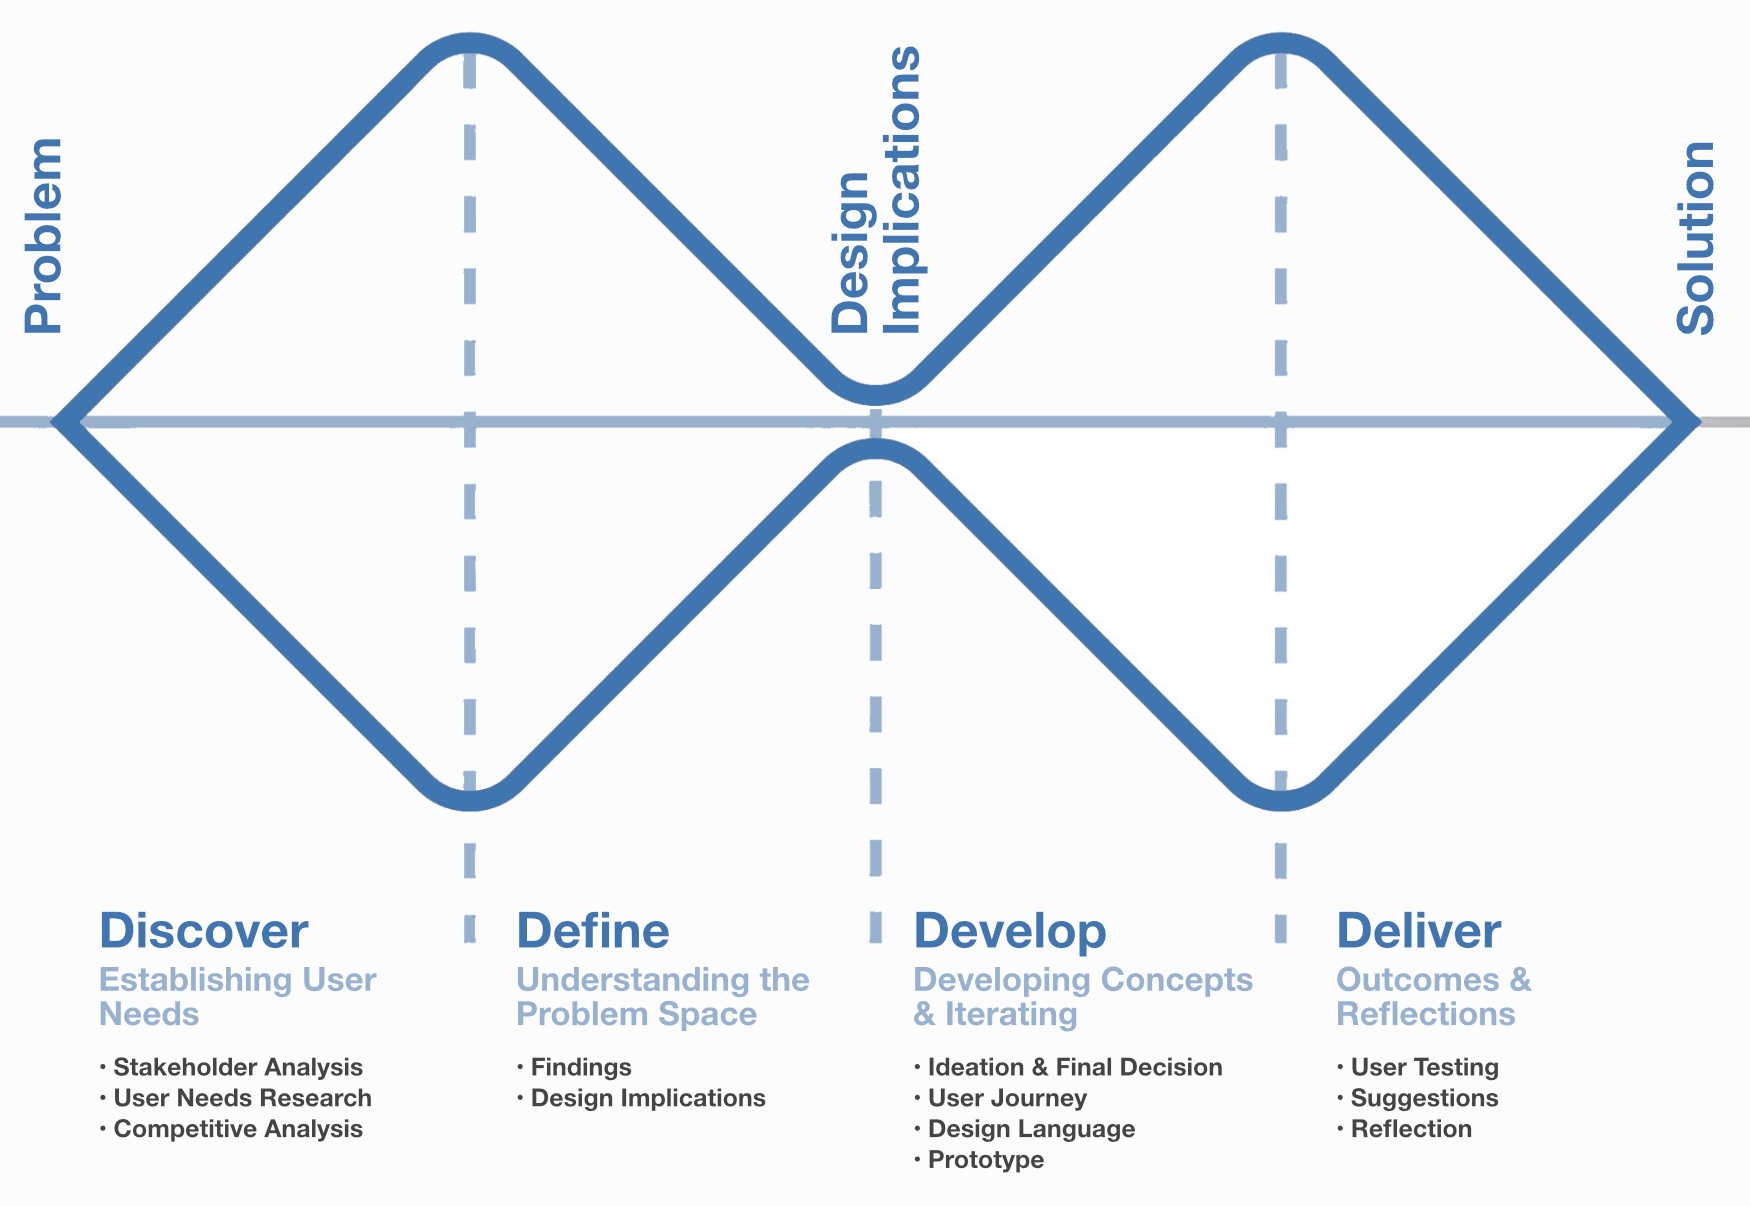 Problem
Design
Implications
Solution
Discover
Establishing User
Needs
· Stakeholder Analysis
· User Needs Research
· Competitive Analysis
Define
Understanding the
Problem Space
· Findings
· Design Implications
Develop
Developing Concepts
& Iterating
· Ideation & Final Decision
· User Journey
· Design Language
· Prototype
Deliver
Outcomes &
Reflections
· User Testing
· Suggestions
· Reflection